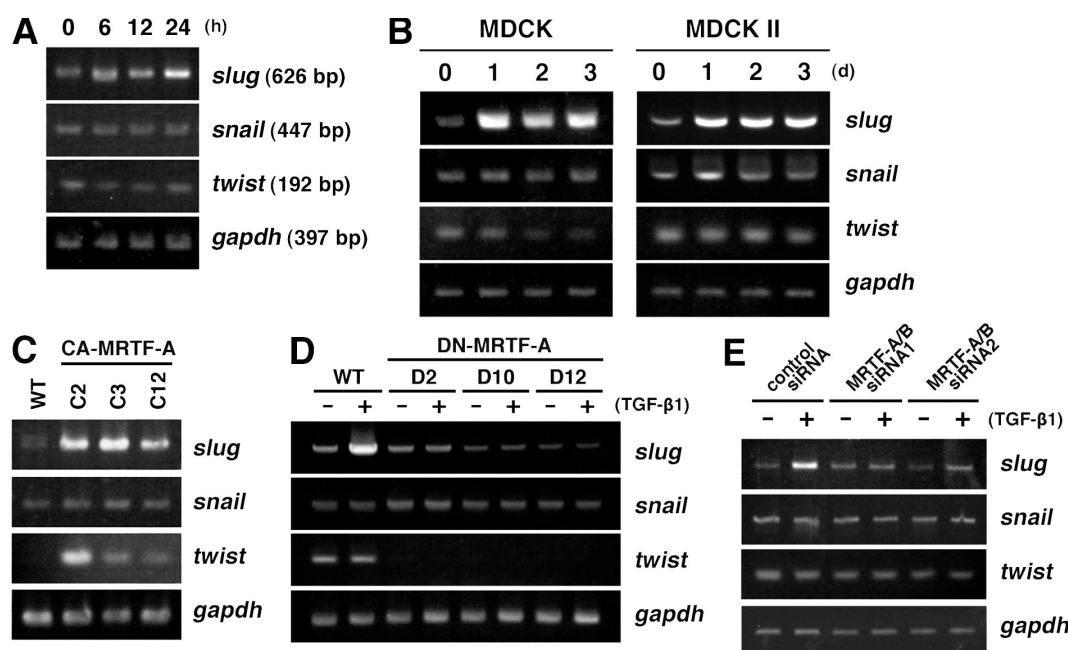 A
0 6 12 24 (h)
slug (626 bp)
snail (447 bp)
twist (192 bp)
gapdh (397 bp)
B
MDCK MDCK II
0 1 2 3 0 1 2 3 (d)
slug
snail
twist
gapdh
C
CA-MRTF-A
WT C2 C3 C12
slug
snail
twist
gapdh
D
DN-MRTF-A
WT D2 D10 D12
− + − + − + − + (TGF-β1)
slug
snail
twist
gapdh
E
control siRNA
MRTF-A/B siRNA1
MRTF-A/B siRNA2
− + − + − + (TGF-β1)
slug
snail
twist
gapdh